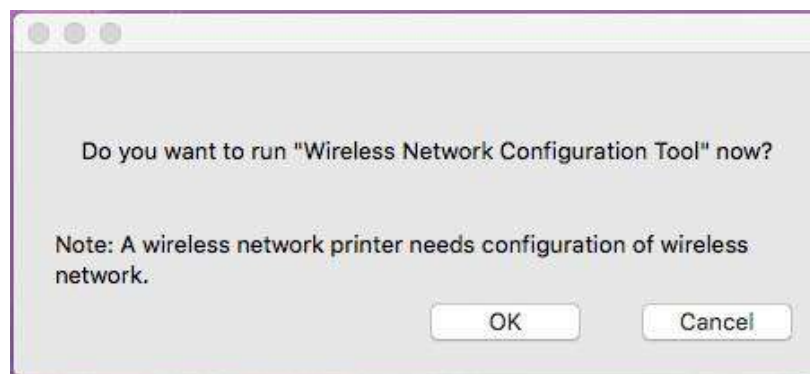 Do you want to run "Wireless Network Configuration Tool" now?
Note: A wireless network printer needs configuration of wireless
network.
OK
Cancel